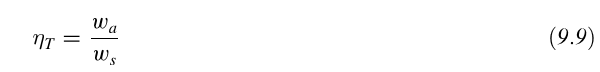 η_T = w_a / w_s (9.9)